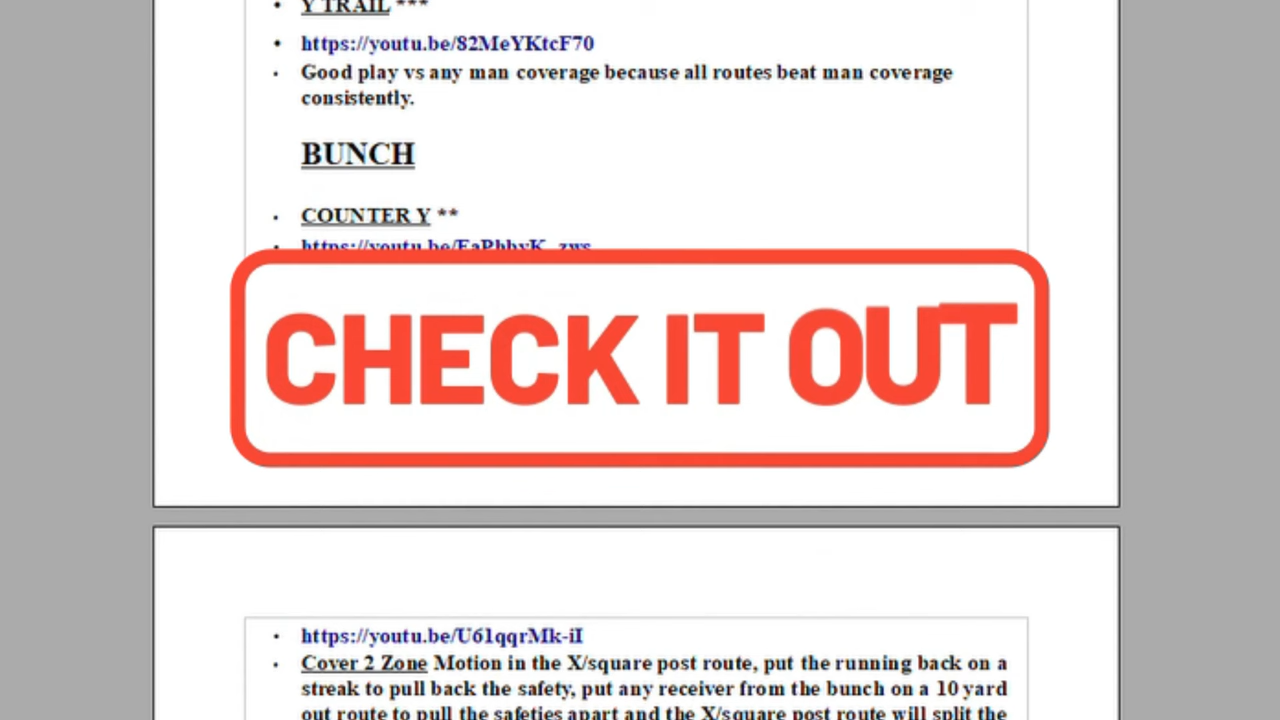 • Y TRAIL ***
• https://youtu.be/82MeYKtcF70
• Good play vs any man coverage because all routes beat man coverage
consistently.
BUNCH
• COUNTER Y **
CHECK IT OUT
• https://youtu.be/U61qqrMk-iI
• Cover 2 Zone Motion in the X/square post route, put the running back on a
streak to pull back the safety, put any receiver from the bunch on a 10 yard
out route to pull the safeties apart and the X/square post route will split the